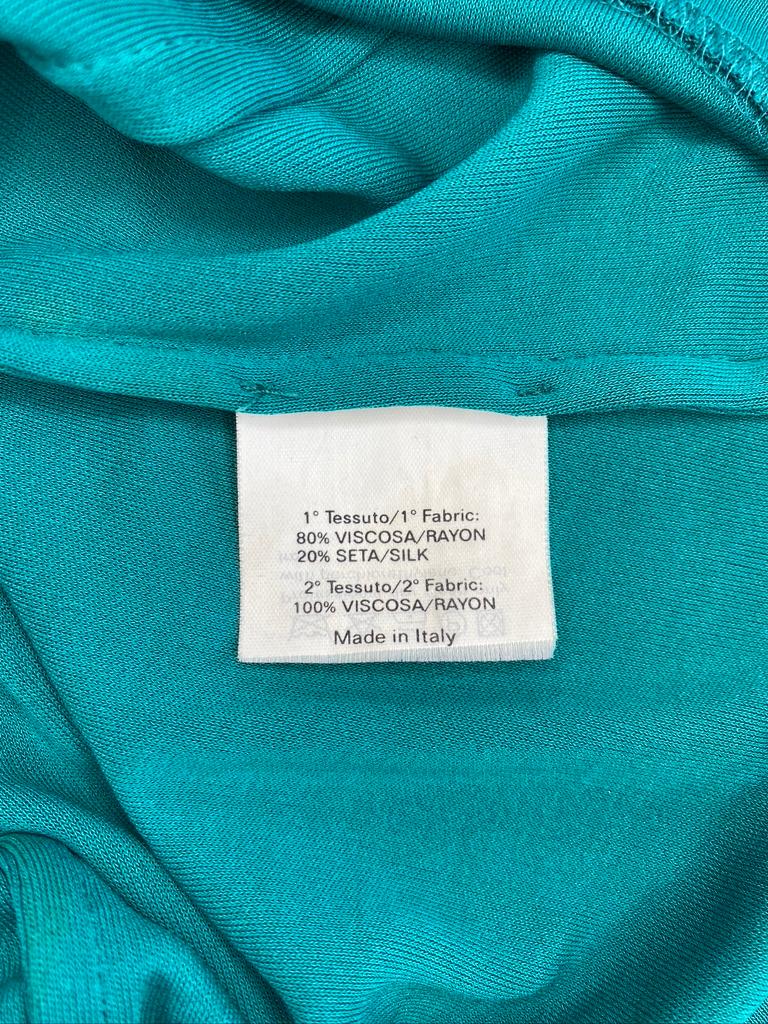 1° Tessuto/1° Fabric:
80% VISCOSA/RAYON
20% SETA/SILK
2° Tessuto/2° Fabric:
100% VISCOSA/RAYON
Made in Italy